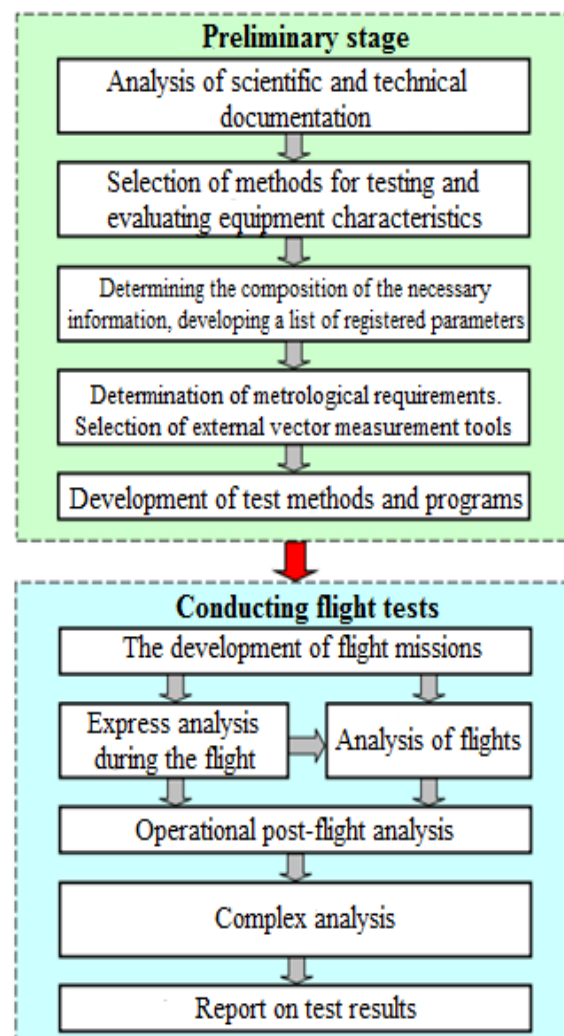 Preliminary stage
Analysis of scientific and technical
documentation
Selection of methods for testing and
evaluating equipment characteristics
Determining the composition of the necessary
information, developing a list of registered parameters
Determination of metrological requirements.
Selection of external vector measurement tools
Development of test methods and programs
Conducting flight tests
The development of flight missions
Express analysis
during the flight
Analysis of flights
Operational post-flight analysis
Complex analysis
Report on test results